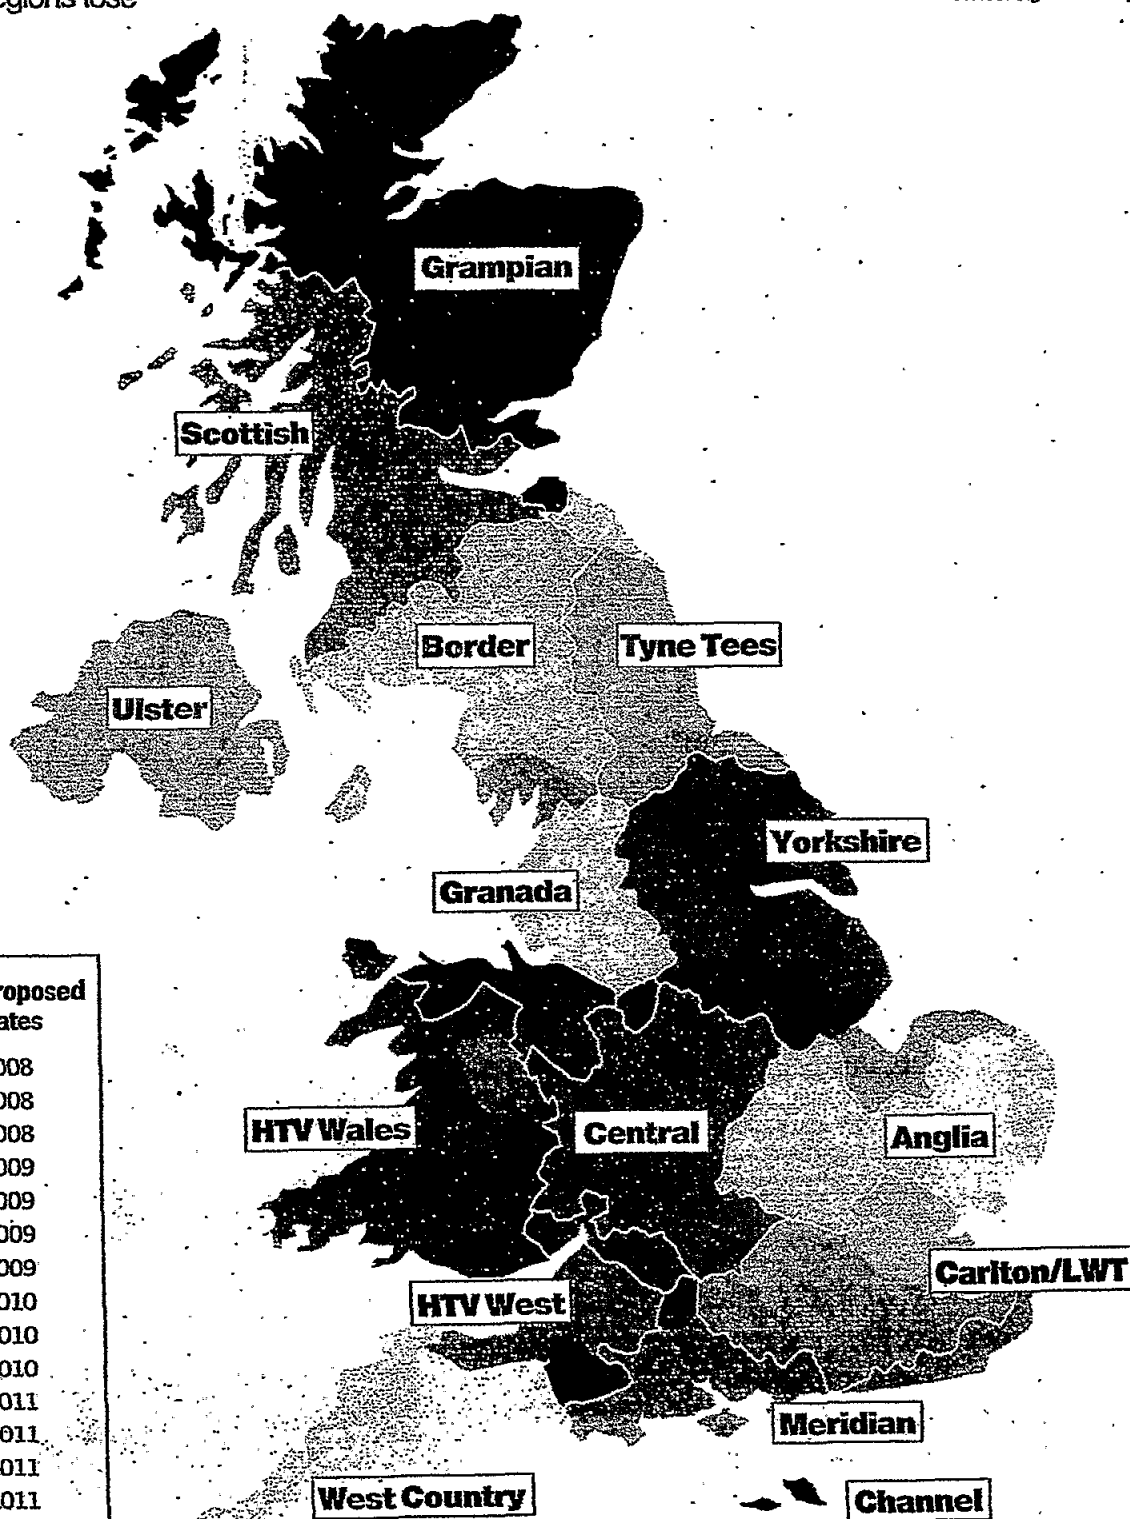 egions lose
Grampian
Scottish
Border
Tyne Tees
Ulster
Yorkshire
Granada
roposed
ates
008
008
008
009
009
009
009
010
010
010
011
011
011
011
HTV Wales
Central
Anglia
Carlton/LWT
HTV West
Meridian
West Country
Channel